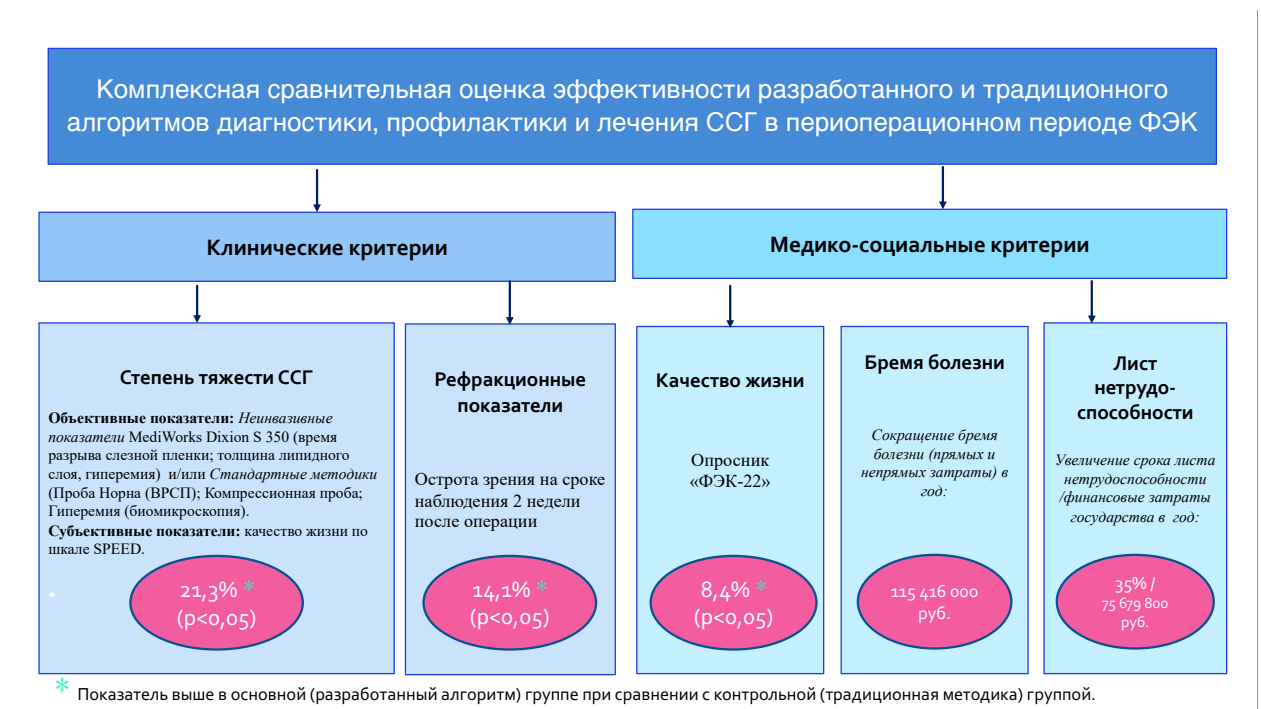 Комплексная сравнительная оценка эффективности разработанного и традиционного
алгоритмов диагностики, профилактики и лечения ССГ в периоперационном периоде ФЭК
Клинические критерии
Медико-социальные критерии
Степень тяжести ССГ
Объективные показатели: Неинвазивные
показатели MediWorks Dixion S 350 (время
разрыва слезной пленки; толщина липидного
слоя, гиперемия) и/или Стандартные методики
(Проба Норна (ВРСП); Компрессионная проба;
Гиперемия (биомикроскопия).
Субъективные показатели: качество жизни по
шкале SPEED.
21,3% *
(p<0,05)
Рефракционные
показатели
Острота зрения на сроке
наблюдения 2 недели
после операции
14,1% *
(p<0,05)
Качество жизни
Опросник
«ФЭК-22»
8,4% *
(p<0,05)
Бремя болезни
Сокращение бремя
болезни (прямых и
непрямых затраты) в
год:
115 416 000
руб.
Лист
нетрудо-
способности
Увеличение срока листа
нетрудоспособности
/финансовые затраты
государства в год:
35% /
75 679 800
руб.
* Показатель выше в основной (разработанный алгоритм) группе при сравнении с контрольной (традиционная методика) группой.